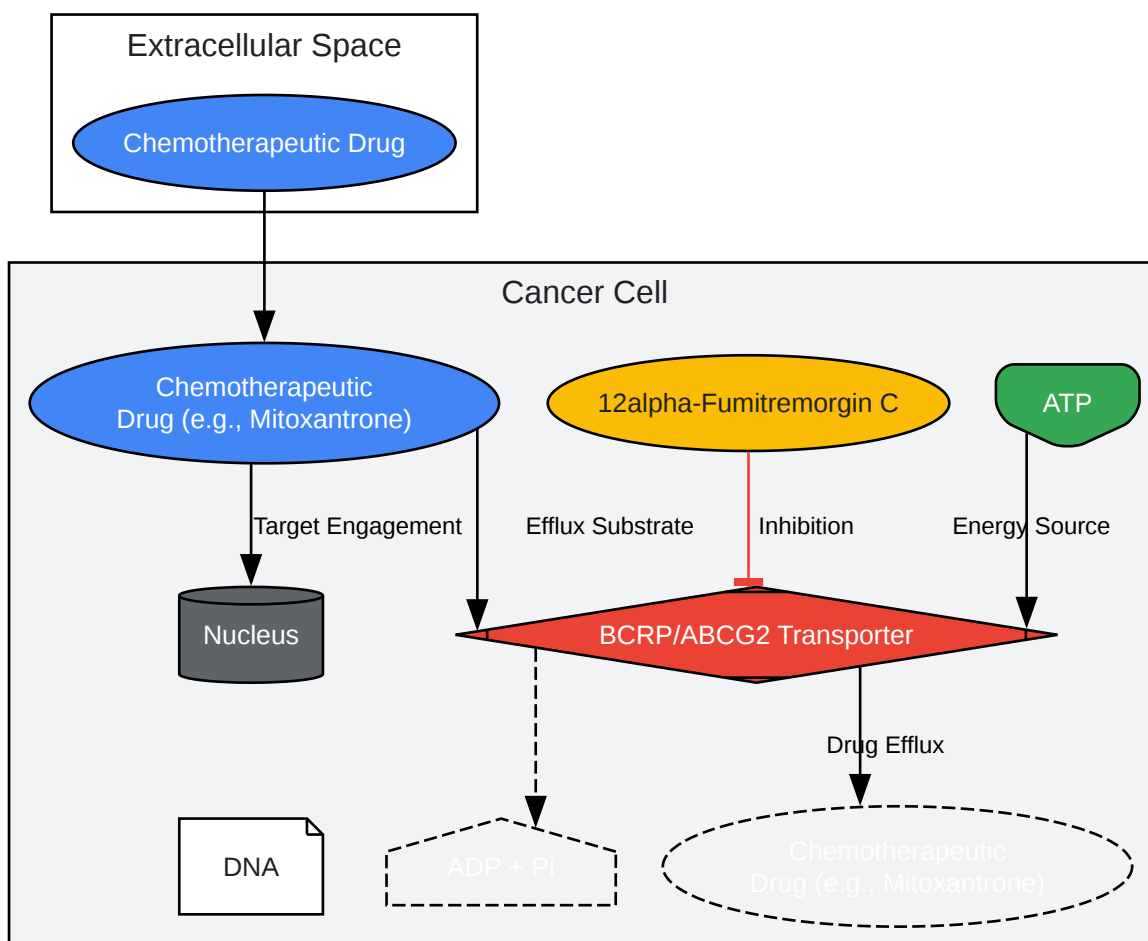 Extracellular Space
Chemotherapeutic Drug
Cancer Cell
Chemotherapeutic
Drug (e.g., Mitoxantrone)
12alpha-Fumitremorgin C
ATP
Target Engagement
Efflux Substrate
Inhibition
Energy Source
Nucleus
BCRP/ABCG2 Transporter
Drug Efflux
DNA
ADP + Pi
Chemotherapeutic
Drug (e.g., Mitoxantrone)